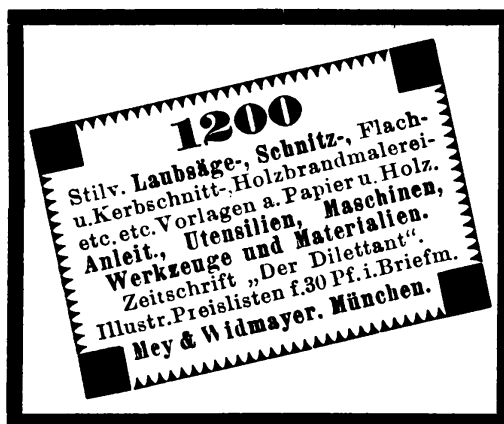 1200
Stilv. Laubsäge-, Schnitz-, Flach-
u. Kerbschnitt-, Holzbrandmalerei-
etc. etc. Vorlagen a. Papier u. Holz.
Anleit., Utensilien, Maschinen,
Werkzeuge und Materialien.
Zeitschrift „Der Dilettant“.
Illustr. Preislisten f. 30 Pf. i. Briefm.
Mey & Widmayer. München.